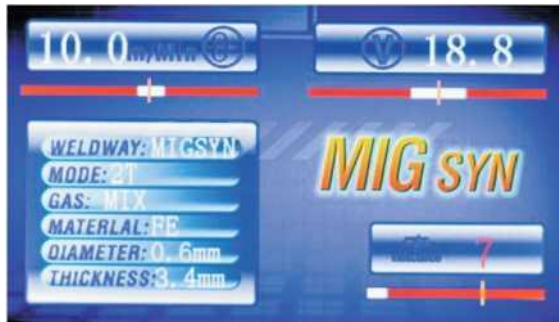 10.0m/Min
V 18.8
WELDWAY: MIGSYN
MODE: 2T
GAS: MIX
MATERLAL: FE
DIAMETER: 0.6mm
THICKNESS: 3.4mm
MIG SYN
7